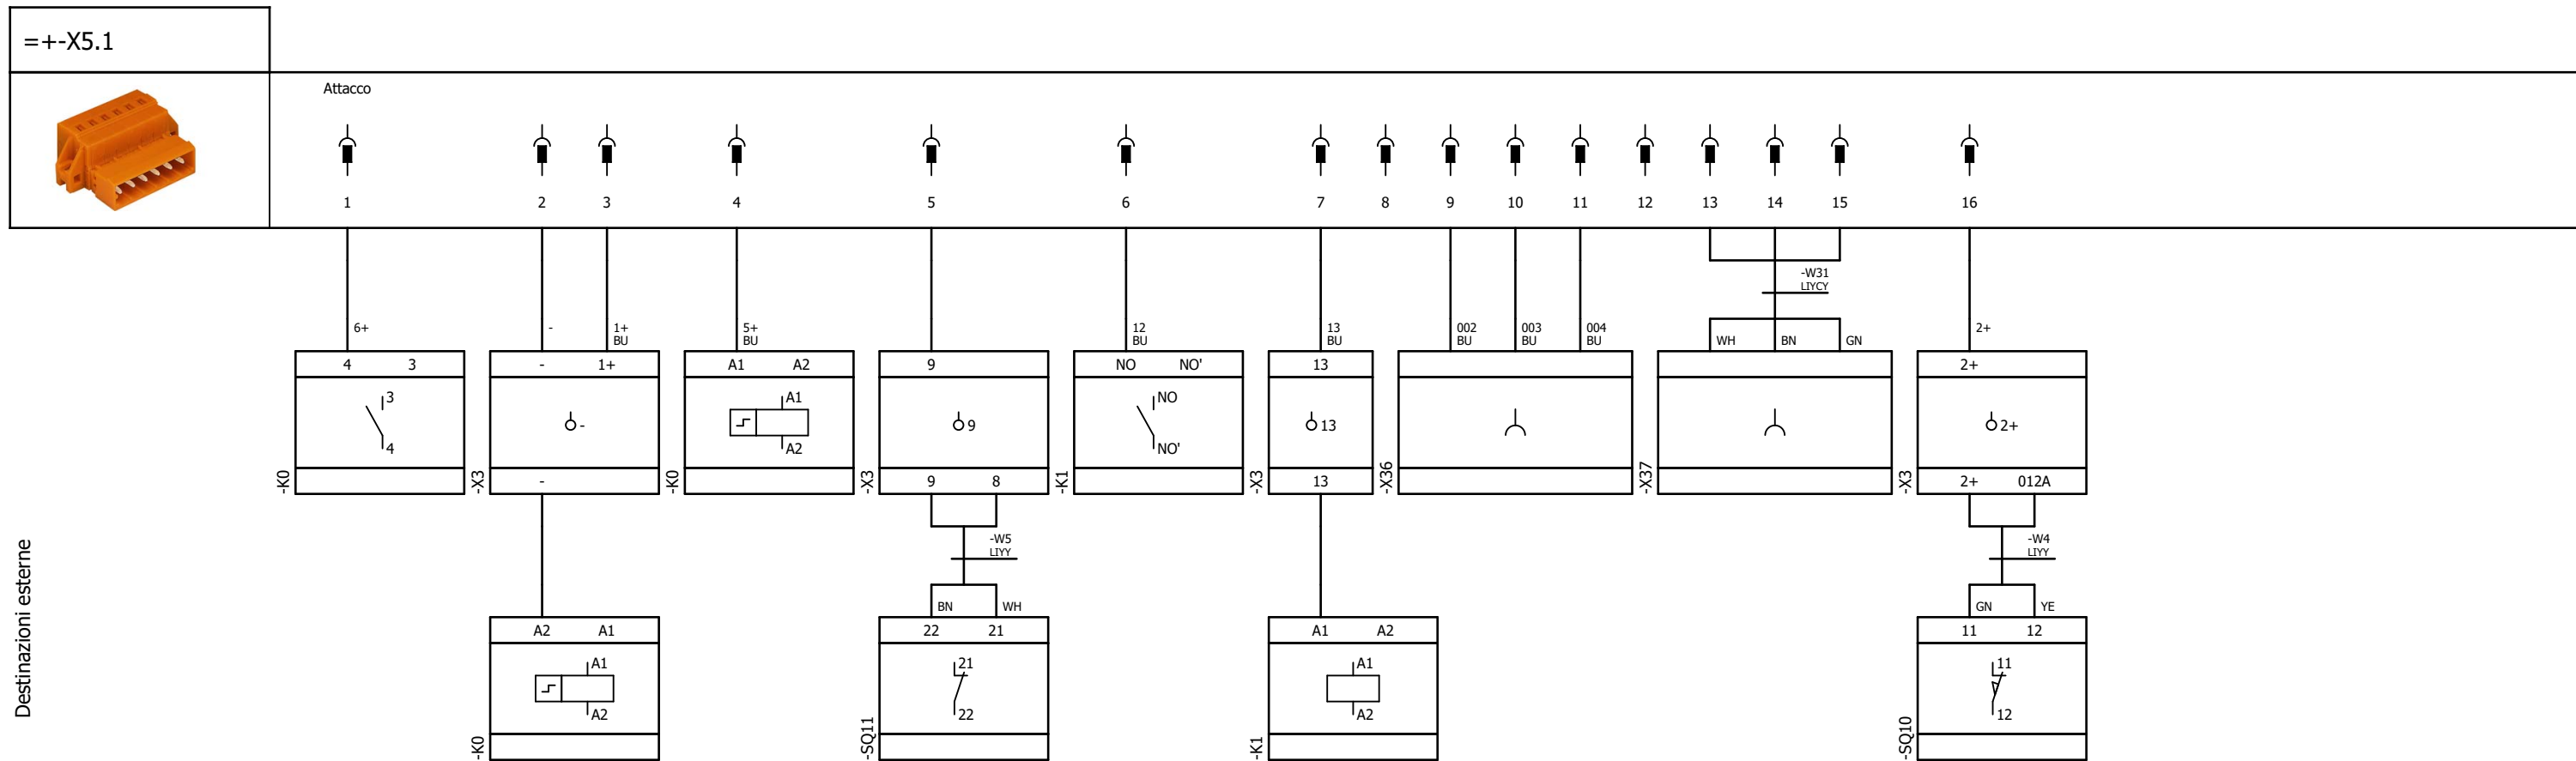 =+-X5.1
Attacco
1 2 3 4 5 6 7 8 9 10 11 12 13 14 15 16
-W31
LIYCY
6+ - 1+ 5+ 12 13 002 003 004 2+
BU BU BU BU BU BU BU WH BN GN
4 3 - 1+ A1 A2 9 NO NO' 13 2+
3 A1 NO
- 9 13 2+
4 A2 NO'
-K0 -X3 -K0 -X3 -K1 -X3 -X36 -X37 -X3
- 9 8 13 2+ 012A
-W5 -W4
LIYY LIYY
Destinazioni esterne
BN WH GN YE
A2 A1 22 21 A1 A2 11 12
A1 21 A1 11
A2 22 A2 12
-K0 -SQ11 -K1 -SQ10